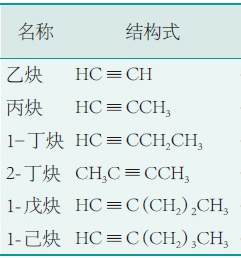 名称 结构式
乙炔 HC≡CH
丙炔 HC≡CCH₃
1-丁炔 HC≡CCH₂CH₃
2-丁炔 CH₃C≡CCH₃
1-戊炔 HC≡C(CH₂)₂CH₃
1-己炔 HC≡C(CH₂)₃CH₃